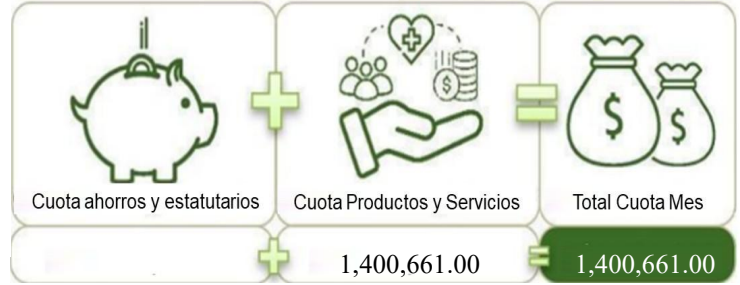 Cuota ahorros y estatutarios Cuota Productos y Servicios Total Cuota Mes
1,400,661.00 1,400,661.00